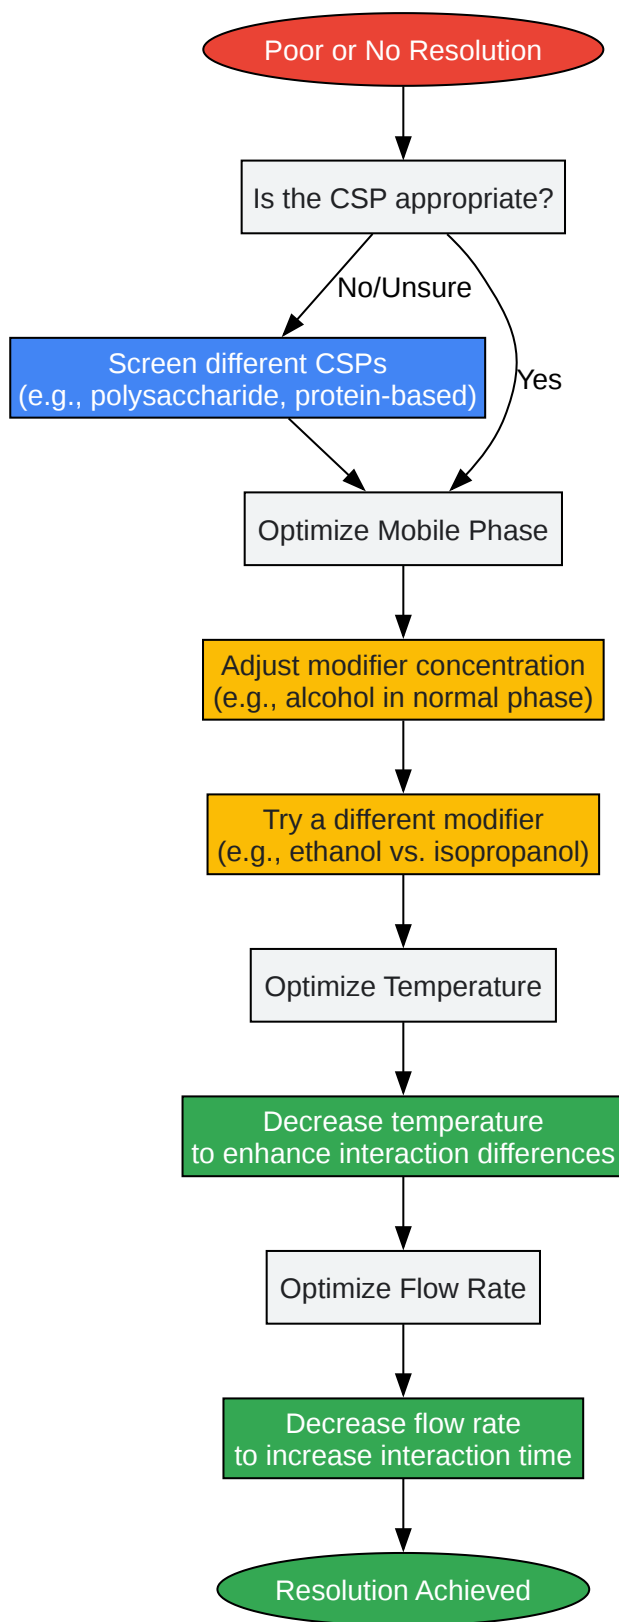 Poor or No Resolution
Is the CSP appropriate?
No/Unsure
Screen different CSPs
(e.g., polysaccharide, protein-based)
Yes
Optimize Mobile Phase
Adjust modifier concentration
(e.g., alcohol in normal phase)
Try a different modifier
(e.g., ethanol vs. isopropanol)
Optimize Temperature
Decrease temperature
to enhance interaction differences
Optimize Flow Rate
Decrease flow rate
to increase interaction time
Resolution Achieved